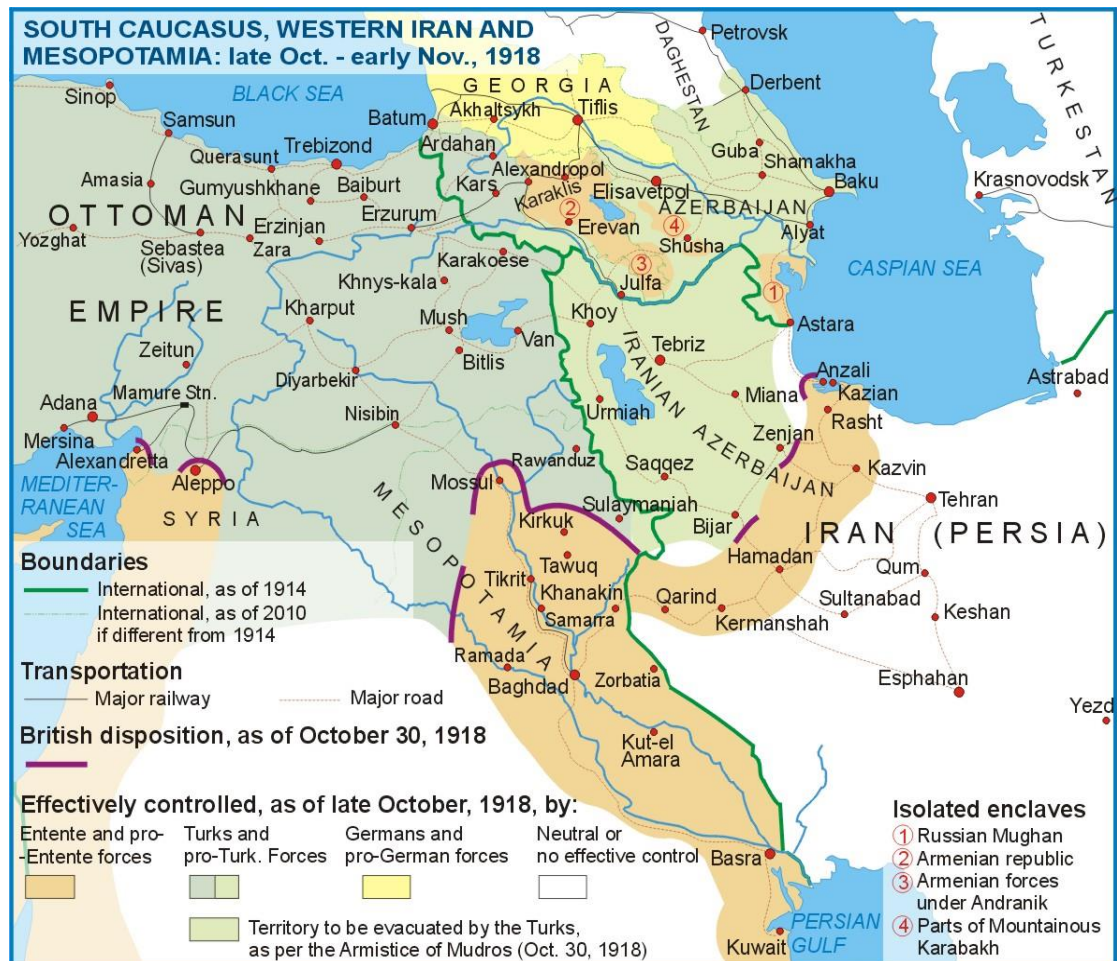 SOUTH CAUCASUS, WESTERN IRAN AND
MESOPOTAMIA: late Oct. - early Nov., 1918
Petrovsk
DAGHESTAN
TURKESTAN
Sinop
BLACK SEA
GEORGIA
Derbent
Samsun
Batum
Akhaltsykh
Tiflis
Trebizond
Ardahan
Guba
Querasunt
Alexandropol
Shamakha
Amasia
Gumyushkhane
Baiburt
Kars
Karaklis
Elisavetpol
Baku
Krasnovodsk
OTTOMAN
2
4
AZERBAIJAN
Yozghat
Erzinjan
Erzurum
Erevan
Shusha
Alyat
Sebastea
(Sivas)
Zara
Karakoese
3
Khnys-kala
Julfa
1
CASPIAN SEA
EMPIRE
Kharput
Mush
Van
Khoy
Astara
Zeitun
Bitlis
Tebriz
IRANIAN AZERBAIJAN
Diyarbekir
Anzali
Mamure Stn.
Miana
Kazian
Astrabad
Adana
Nisibin
Urmiah
Rasht
Mersina
Zenjan
Alexandretta
Rawanduz
Saqqez
Kazvin
Aleppo
Mossul
MEDITER-
RANEAN
SEA
Tehran
SYRIA
MESOPOTAMIA
Sulaymaniah
Kirkuk
Bijar
IRAN (PERSIA)
Hamadan
Tawuq
Qum
Tikrit
Khanakin
Sultanabad
Samarra
Qarind
Keshan
Kermanshah
Ramada
Baghdad
Zorbatia
Esphahan
Yezd
Kut-el
Amara
Basra
PERSIAN
GULF
Kuwait
Boundaries
International, as of 1914
International, as of 2010
if different from 1914
Transportation
Major railway
Major road
British disposition, as of October 30, 1918
Effectively controlled, as of late October, 1918, by:
Entente and pro-
-Entente forces
Turks and
pro-Turk. Forces
Germans and
pro-German forces
Neutral or
no effective control
Territory to be evacuated by the Turks,
as per the Armistice of Mudros (Oct. 30, 1918)
Isolated enclaves
1 Russian Mughan
2 Armenian republic
3 Armenian forces
under Andranik
4 Parts of Mountainous
Karabakh